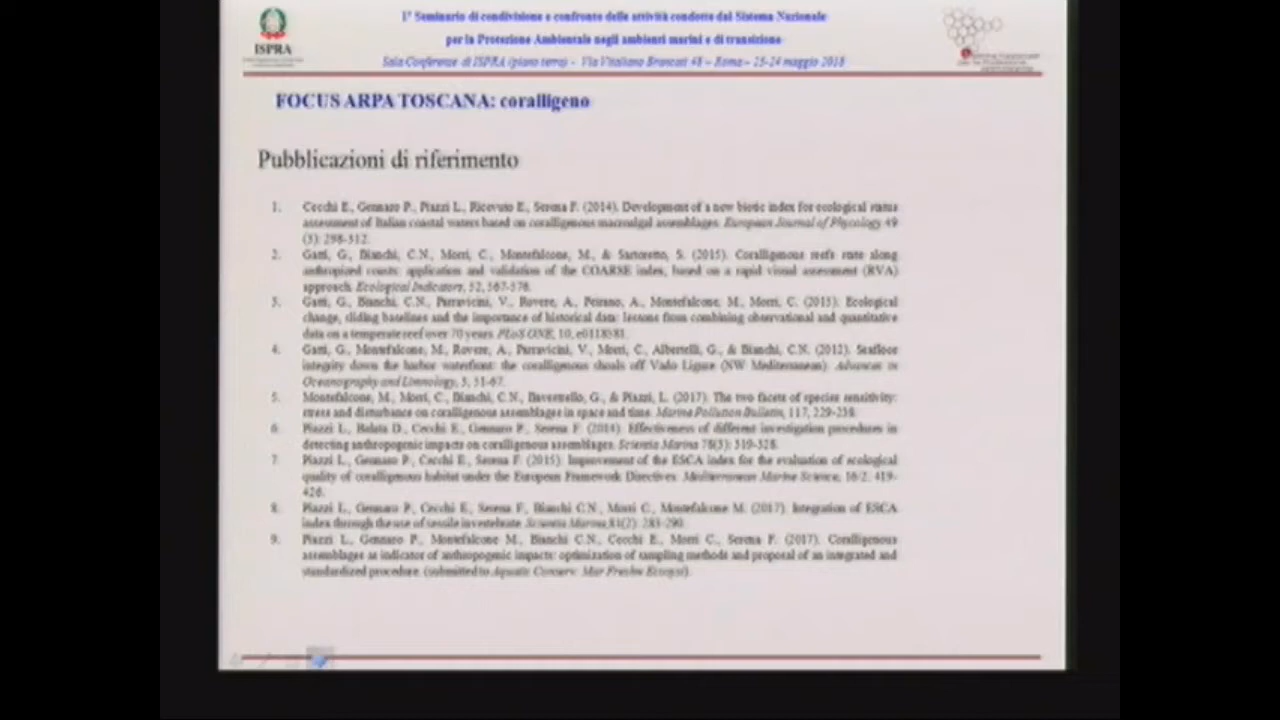 1° Seminario di condivisione e confronto delle attività condotte dal Sistema Nazionale
per la Protezione Ambientale negli ambienti marini e di transizione
Sala Conferenze di ISPRA (piano terra) - Via Vitaliano Brancati 48 – Roma – 23-24 maggio 2018
ISPRA
FOCUS ARPA TOSCANA: coralligeno
Pubblicazioni di riferimento
1. Cecchi E., Gennaro P., Piazzi L., Ricevuto E., Serena F. (2014). Development of a new biotic index for ecological status
assessment of Italian coastal waters based on coralligenous macroalgal assemblages. European Journal of Phycology 49
(3): 298-312.
2. Gatti, G., Bianchi, C.N., Morri, C., Montefalcone, M., & Sartoretto, S. (2015). Coralligenous reefs state along
anthropized coasts: application and validation of the COARSE index, based on a rapid visual assessment (RVA)
approach. Ecological Indicators, 52, 567-576.
3. Gatti, G., Bianchi, C.N., Parravicini, V., Rovere, A., Peirano, A., Montefalcone, M., Morri, C. (2015). Ecological
change, sliding baselines and the importance of historical data: lessons from combining observational and quantitative
data on a temperate reef over 70 years. PLoS ONE, 10, e0118581.
4. Gatti, G., Montefalcone, M., Rovere, A., Parravicini, V., Morri, C., Albertelli, G., & Bianchi, C.N. (2012). Seafloor
integrity down the harbor waterfront: the coralligenous shoals off Vado Ligure (NW Mediterranean). Advances in
Oceanography and Limnology, 3, 51-67.
5. Montefalcone, M., Morri, C., Bianchi, C.N., Bavestrello, G., & Piazzi, L. (2017). The two facets of species sensitivity:
stress and disturbance on coralligenous assemblages in space and time. Marine Pollution Bulletin, 117, 229-238.
6. Piazzi L., Balata D., Cecchi E., Gennaro P., Serena F. (2014). Effectiveness of different investigation procedures in
detecting anthropogenic impacts on coralligenous assemblages. Scientia Marina 78(3): 319-328.
7. Piazzi L., Gennaro P., Cecchi E., Serena F. (2015). Improvement of the ESCA index for the evaluation of ecological
quality of coralligenous habitat under the European Framework Directives. Mediterranean Marine Science, 16/2, 419-
426.
8. Piazzi L., Gennaro P., Cecchi E., Serena F., Bianchi C.N., Morri C., Montefalcone M. (2017). Integration of ESCA
index through the use of sessile invertebrate. Scientia Marina,81(2): 283-290.
9. Piazzi L., Gennaro P., Montefalcone M., Bianchi C.N., Cecchi E., Morri C., Serena F. (2017). Coralligenous
assemblages as indicator of anthropogenic impacts: optimization of sampling methods and proposal of an integrated and
standardized procedure. (submitted to Aquatic Conserv: Mar Freshw Ecosys).